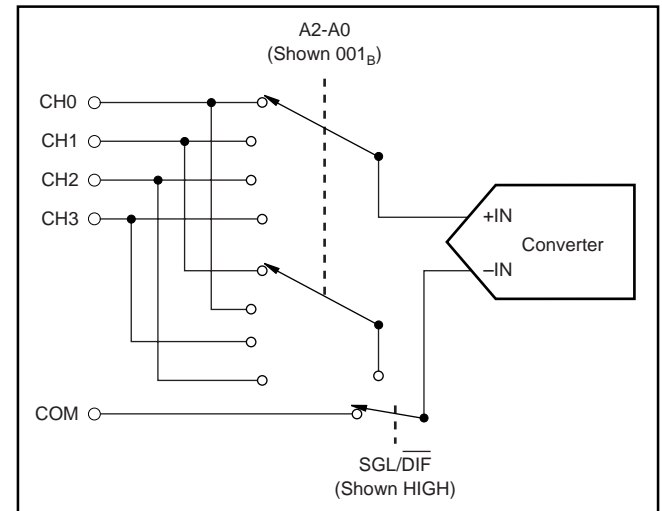 A2-A0
(Shown 001B)
CH0
CH1
CH2
CH3
+IN
Converter
–IN
COM
SGL/DIF
(Shown HIGH)